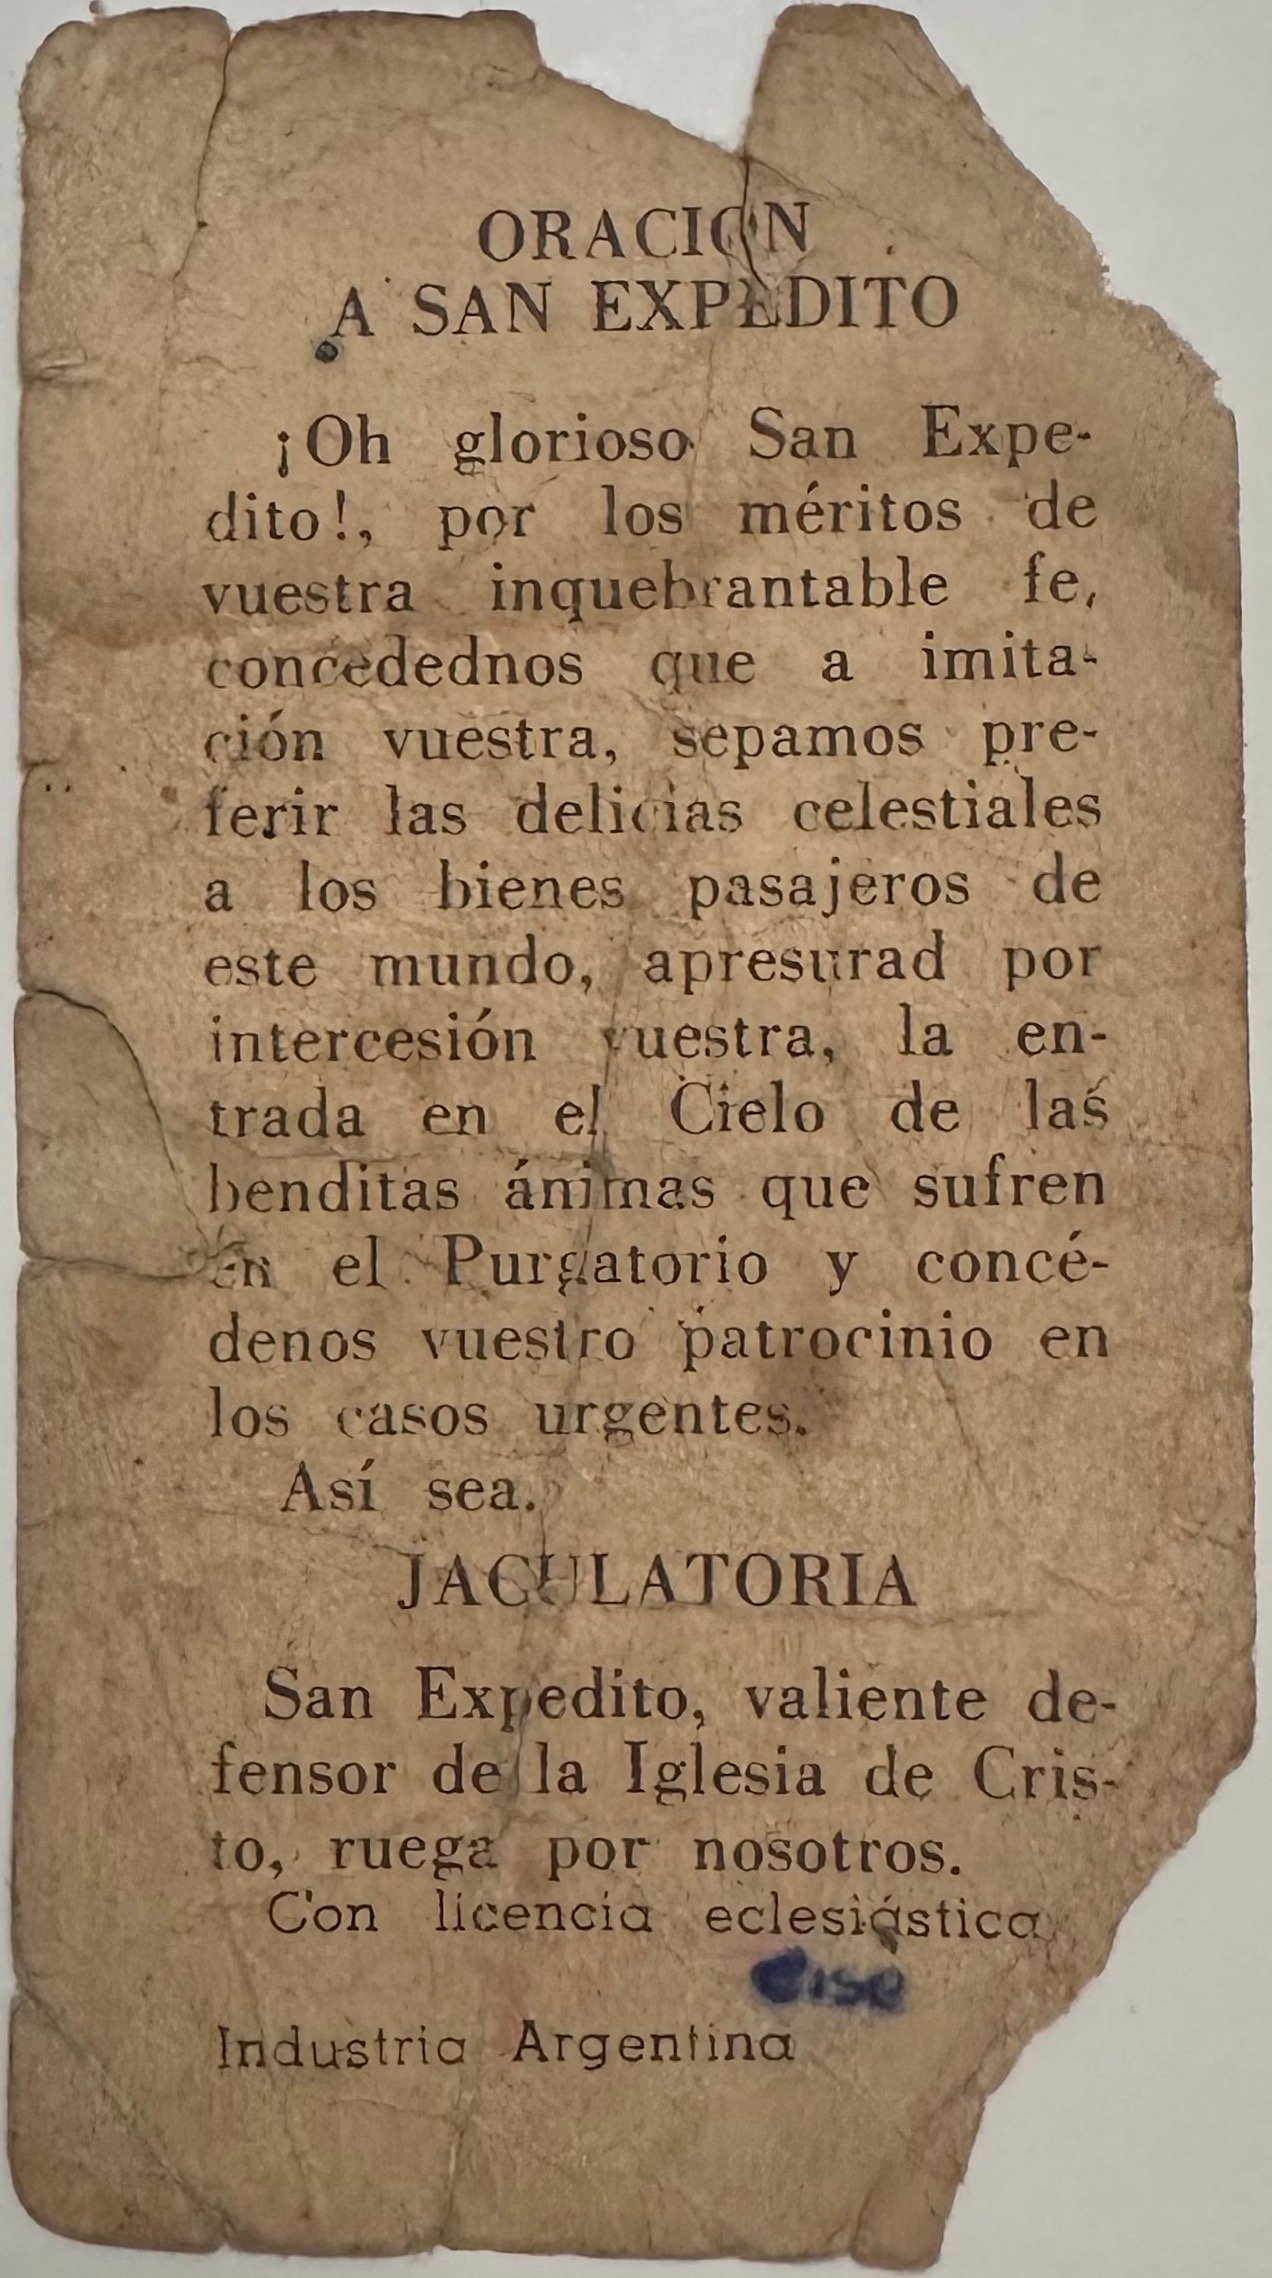 ORACION
A SAN EXPEDITO
¡Oh glorioso San Expe-
dito!, por los méritos de
vuestra inquebrantable fe,
concedednos que a imita-
ción vuestra, sepamos pre-
ferir las delicias celestiales
a los bienes pasajeros de
este mundo, apresurad por
intercesión vuestra, la en-
trada en el Cielo de las
benditas ánimas que sufren
en el Purgatorio y concé-
denos vuestro patrocinio en
los casos urgentes.
Así sea.
JACULATORIA
San Expedito, valiente de-
fensor de la Iglesia de Cris-
to, ruega por nosotros.
Con licencia eclesiástica
Industria Argentina